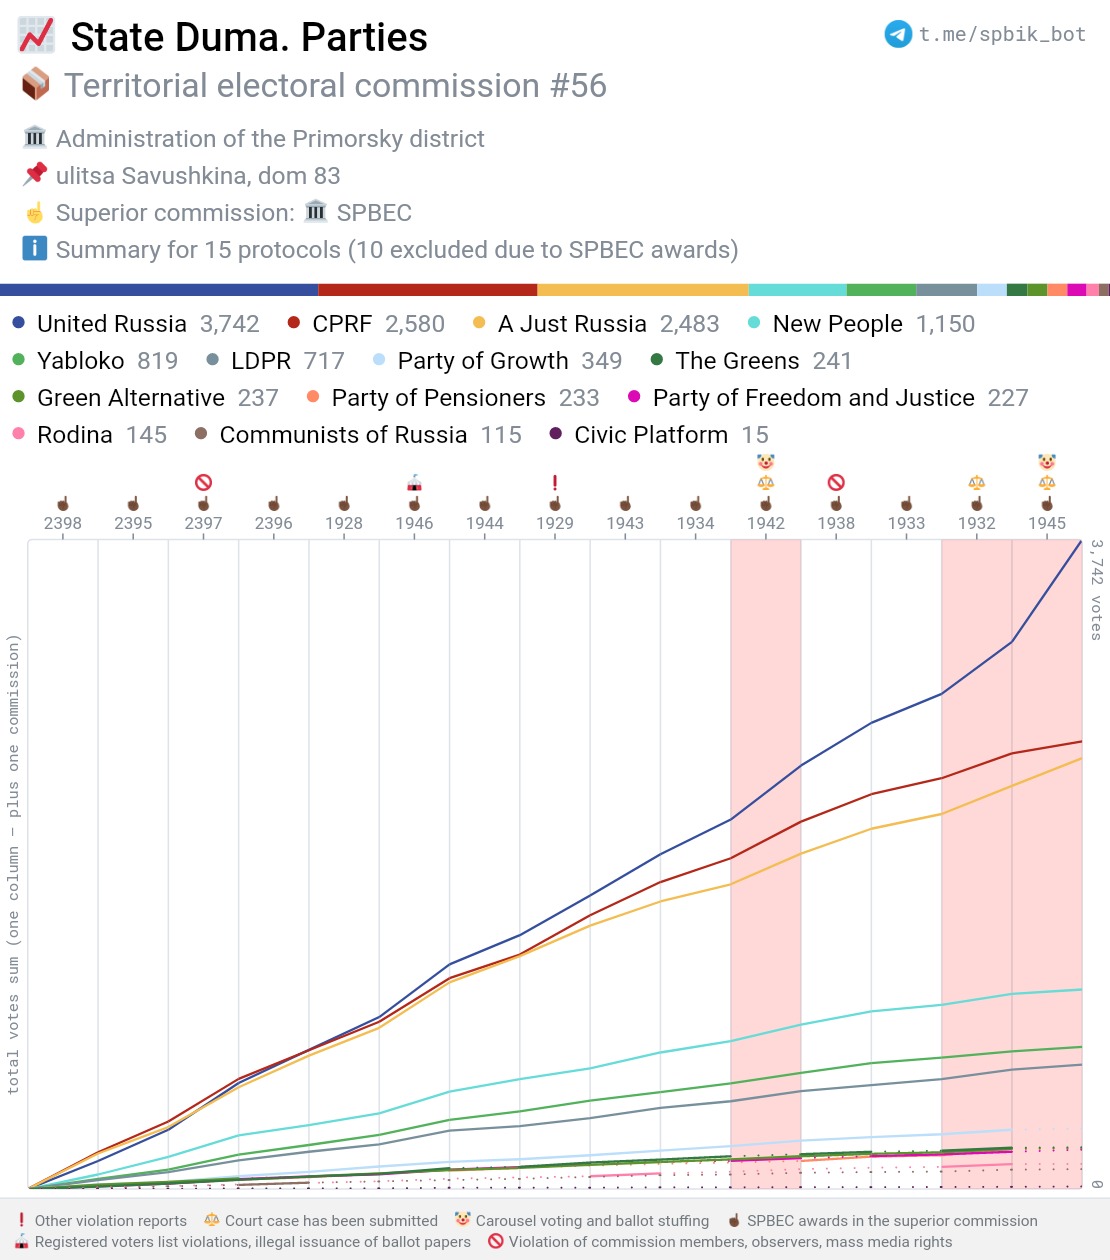 State Duma. Parties
t.me/spbik_bot
Territorial electoral commission #56
Administration of the Primorsky district
ulitsa Savushkina, dom 83
Superior commission: SPBEC
Summary for 15 protocols (10 excluded due to SPBEC awards)
United Russia 3,742 CPRF 2,580 A Just Russia 2,483 New People 1,150
Yabloko 819 LDPR 717 Party of Growth 349 The Greens 241
Green Alternative 237 Party of Pensioners 233 Party of Freedom and Justice 227
Rodina 145 Communists of Russia 115 Civic Platform 15
2398 2395 2397 2396 1928 1946 1944 1929 1943 1934 1942 1938 1933 1932 1945
3,742 votes
total votes sum (one column – plus one commission)
0
Other violation reports Court case has been submitted Carousel voting and ballot stuffing SPBEC awards in the superior commission
Registered voters list violations, illegal issuance of ballot papers Violation of commission members, observers, mass media rights